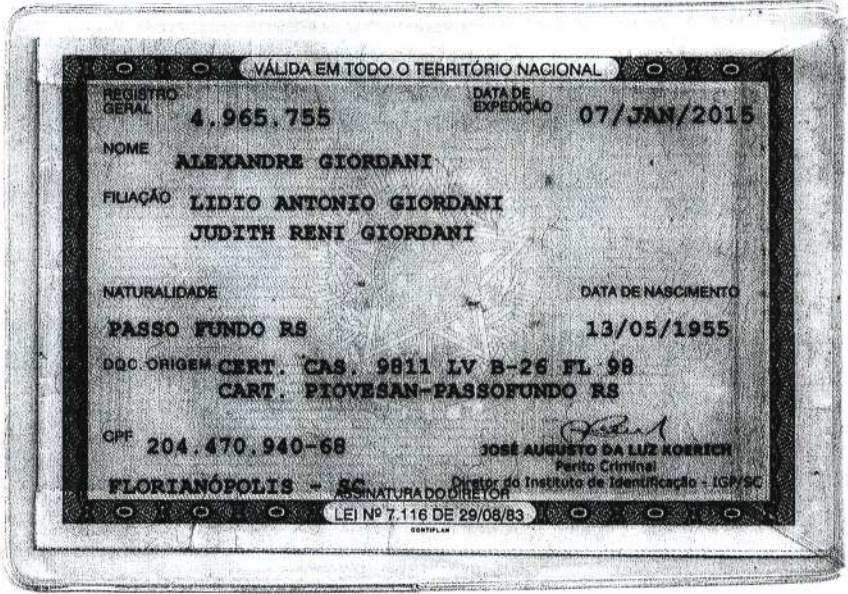 VÁLIDA EM TODO O TERRITÓRIO NACIONAL
REGISTRO GERAL 4.965.755 DATA DE EXPEDIÇÃO 07/JAN/2015
NOME ALEXANDRE GIORDANI
FILIAÇÃO LIDIO ANTONIO GIORDANI
JUDITH RENI GIORDANI
NATURALIDADE DATA DE NASCIMENTO
PASSO FUNDO RS 13/05/1955
DOC. ORIGEM CERT. CAS. 9811 LV B-26 FL 98
CART. PIOVESAN-PASSOFUNDO RS
CPF 204.470.940-68
JOSÉ AUGUSTO DA LUZ KOERICH
Perito Criminal
FLORIANÓPOLIS - SC Diretor do Instituto de Identificação - IGP/SC
ASSINATURA DO DIRETOR
LEI Nº 7.116 DE 29/08/83
CONTIPLAN